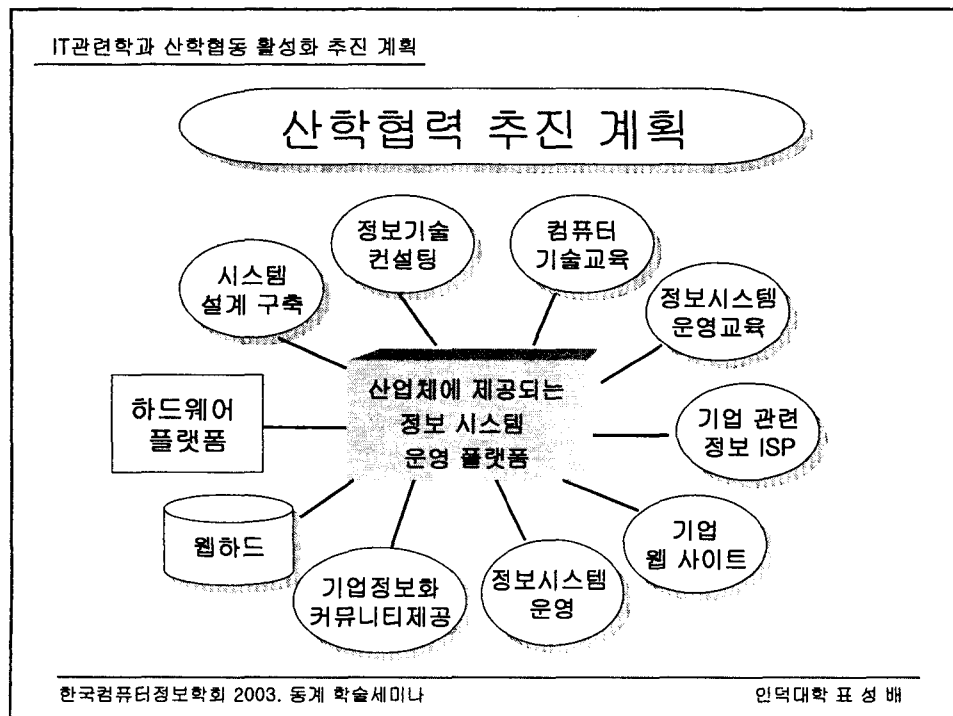 IT관련학과 산학협동 활성화 추진 계획
산학협력 추진 계획
정보기술
컨설팅
컴퓨터
기술교육
시스템
설계 구축
정보시스템
운영교육
산업체에 제공되는
정보 시스템
운영 플랫폼
하드웨어
플랫폼
기업 관련
정보 ISP
웹하드
기업
웹 사이트
기업정보화
커뮤니티제공
정보시스템
운영
한국컴퓨터정보학회 2003. 동계 학술세미나
인덕대학 표 성 배